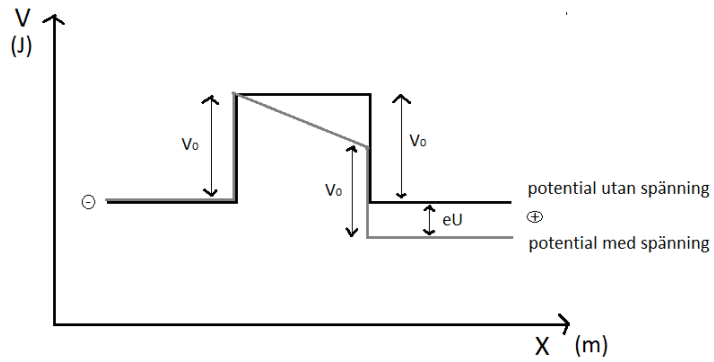 V
(J)
V₀
V₀
V₀
potential utan spänning
eU
potential med spänning
X (m)